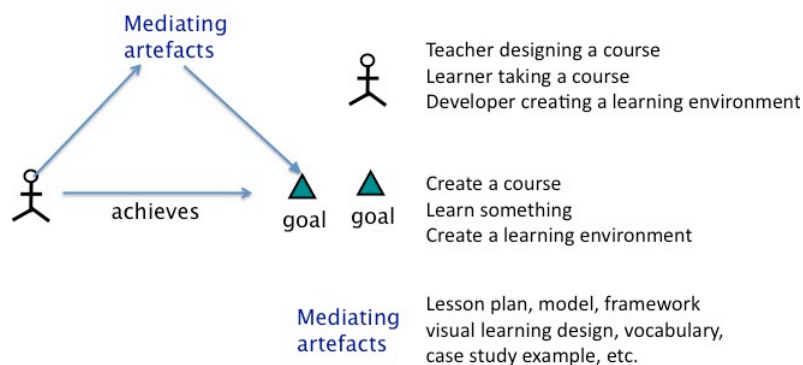 Mediating
artefacts
Teacher designing a course
Learner taking a course
Developer creating a learning environment
achieves
goal
goal
Create a course
Learn something
Create a learning environment
Mediating
artefacts
Lesson plan, model, framework
visual learning design, vocabulary,
case study example, etc.